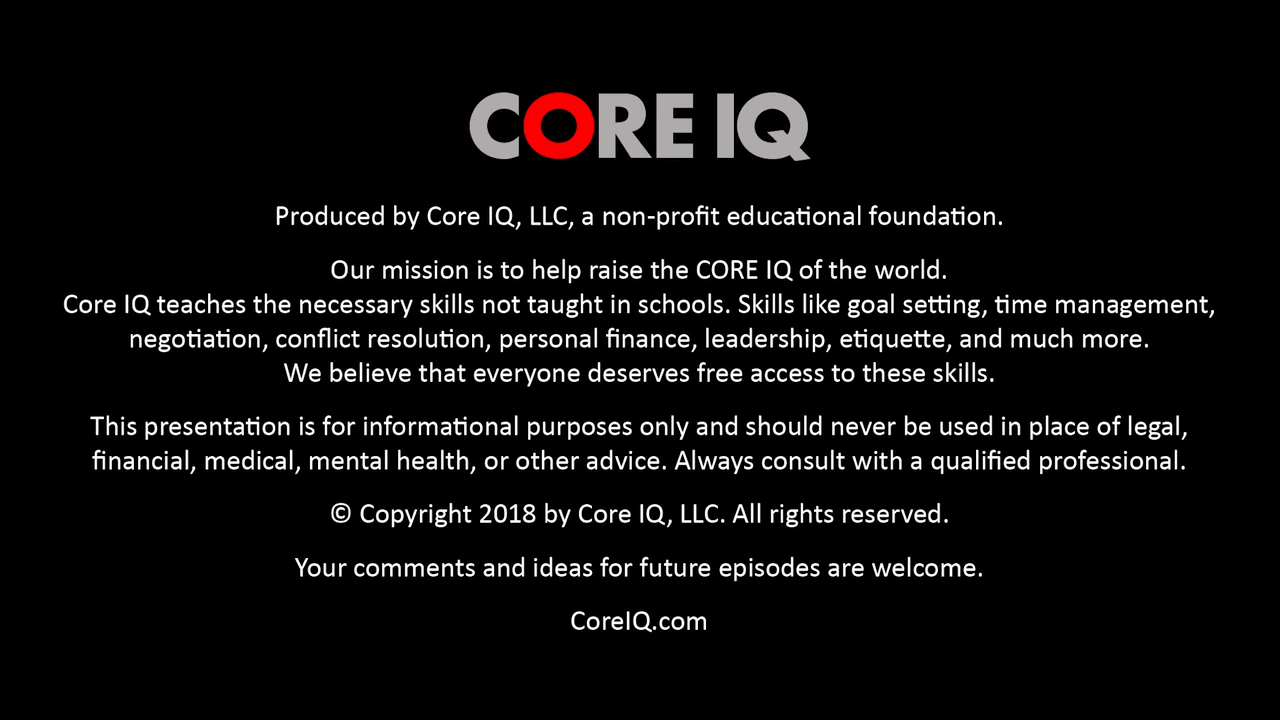 CORE IQ
Produced by Core IQ, LLC, a non-profit educational foundation.
Our mission is to help raise the CORE IQ of the world.
Core IQ teaches the necessary skills not taught in schools. Skills like goal setting, time management,
negotiation, conflict resolution, personal finance, leadership, etiquette, and much more.
We believe that everyone deserves free access to these skills.
This presentation is for informational purposes only and should never be used in place of legal,
financial, medical, mental health, or other advice. Always consult with a qualified professional.
© Copyright 2018 by Core IQ, LLC. All rights reserved.
Your comments and ideas for future episodes are welcome.
CoreIQ.com